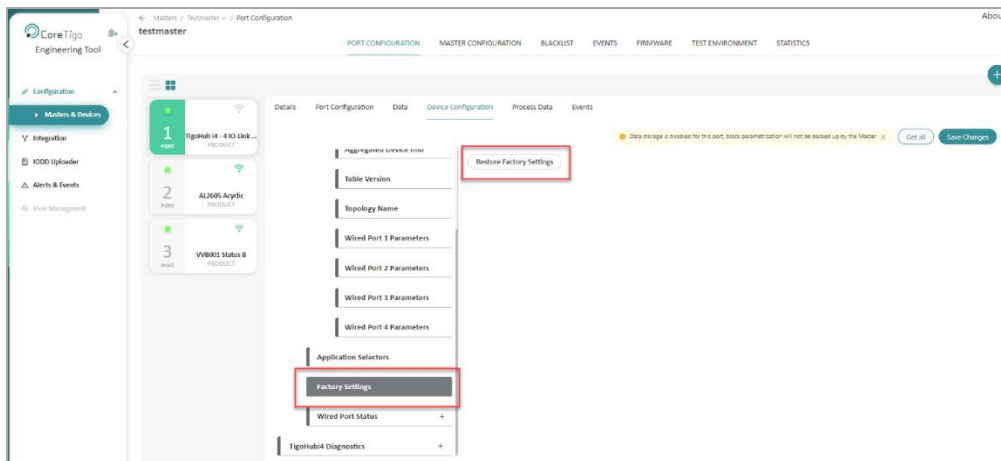 ← Masters / Testmaster / Port Configuration
Abou
CoreTigo
Engineering Tool
testmaster
PORT CONFIGURATION MASTER CONFIGURATION BLACKLIST EVENTS FIRMWARE TEST ENVIRONMENT STATISTICS
Configuration
Masters & Devices
Integration
IODD Uploader
Alerts & Events
User Managment
1
PORT
TigoHub i4 - 4 IO-Link ...
PRODUCT
2
PORT
AL2605 Acyclic
PRODUCT
3
PORT
VVB001 Status B
PRODUCT
Details Port Configuration Data Device Configuration Process Data Events
Data storage is disabled for this port, block parametrization will not be backed up by the Master x
Get all
Save Changes
Aggregated Device Info
Table Version
Topology Name
Wired Port 1 Parameters
Wired Port 2 Parameters
Wired Port 3 Parameters
Wired Port 4 Parameters
Application Selectors
Factory Settings
Wired Port Status +
TigoHubi4 Diagnostics +
Restore Factory Settings